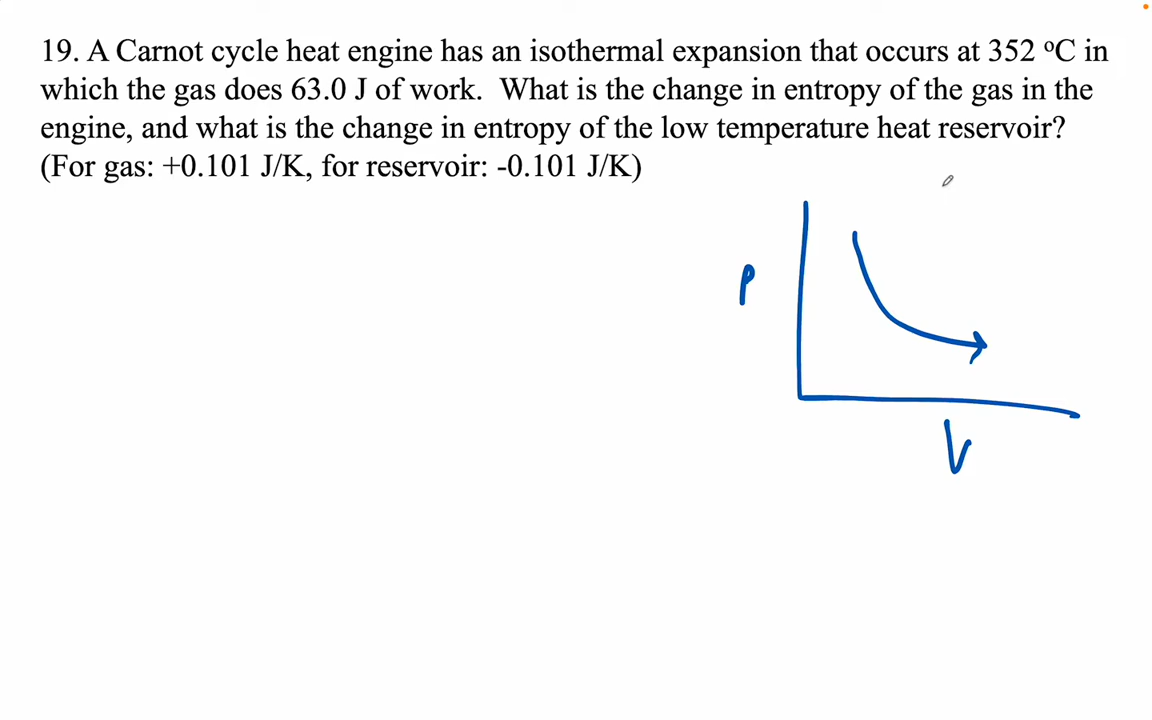 19. A Carnot cycle heat engine has an isothermal expansion that occurs at 352 ºC in
which the gas does 63.0 J of work.  What is the change in entropy of the gas in the
engine, and what is the change in entropy of the low temperature heat reservoir?
(For gas: +0.101 J/K, for reservoir: -0.101 J/K)
P
V